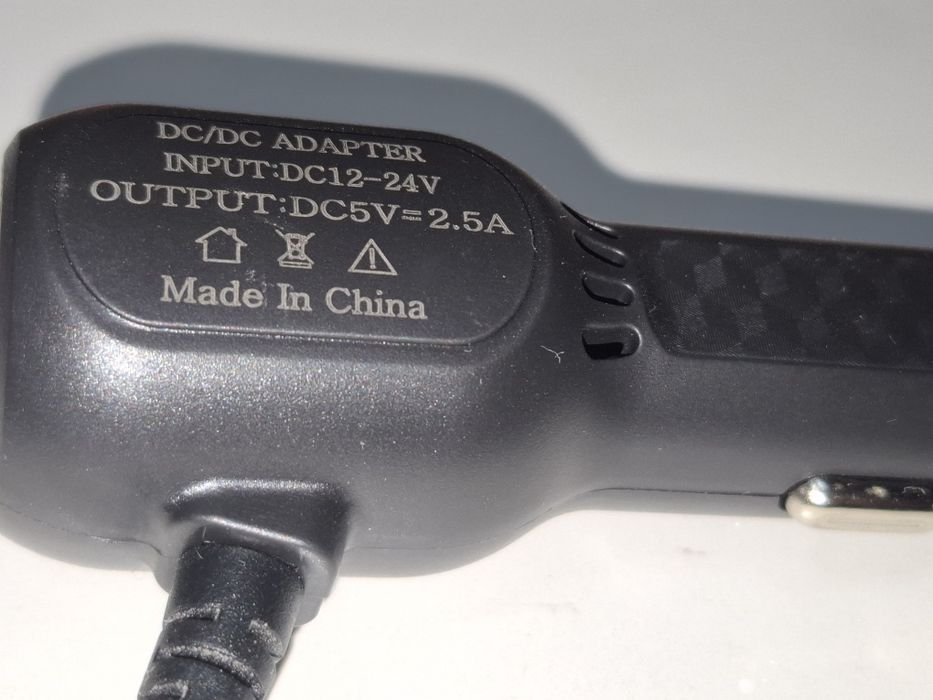 DC/DC ADAPTER
INPUT:DC12-24V
OUTPUT:DC5V⎓2.5A
Made In China